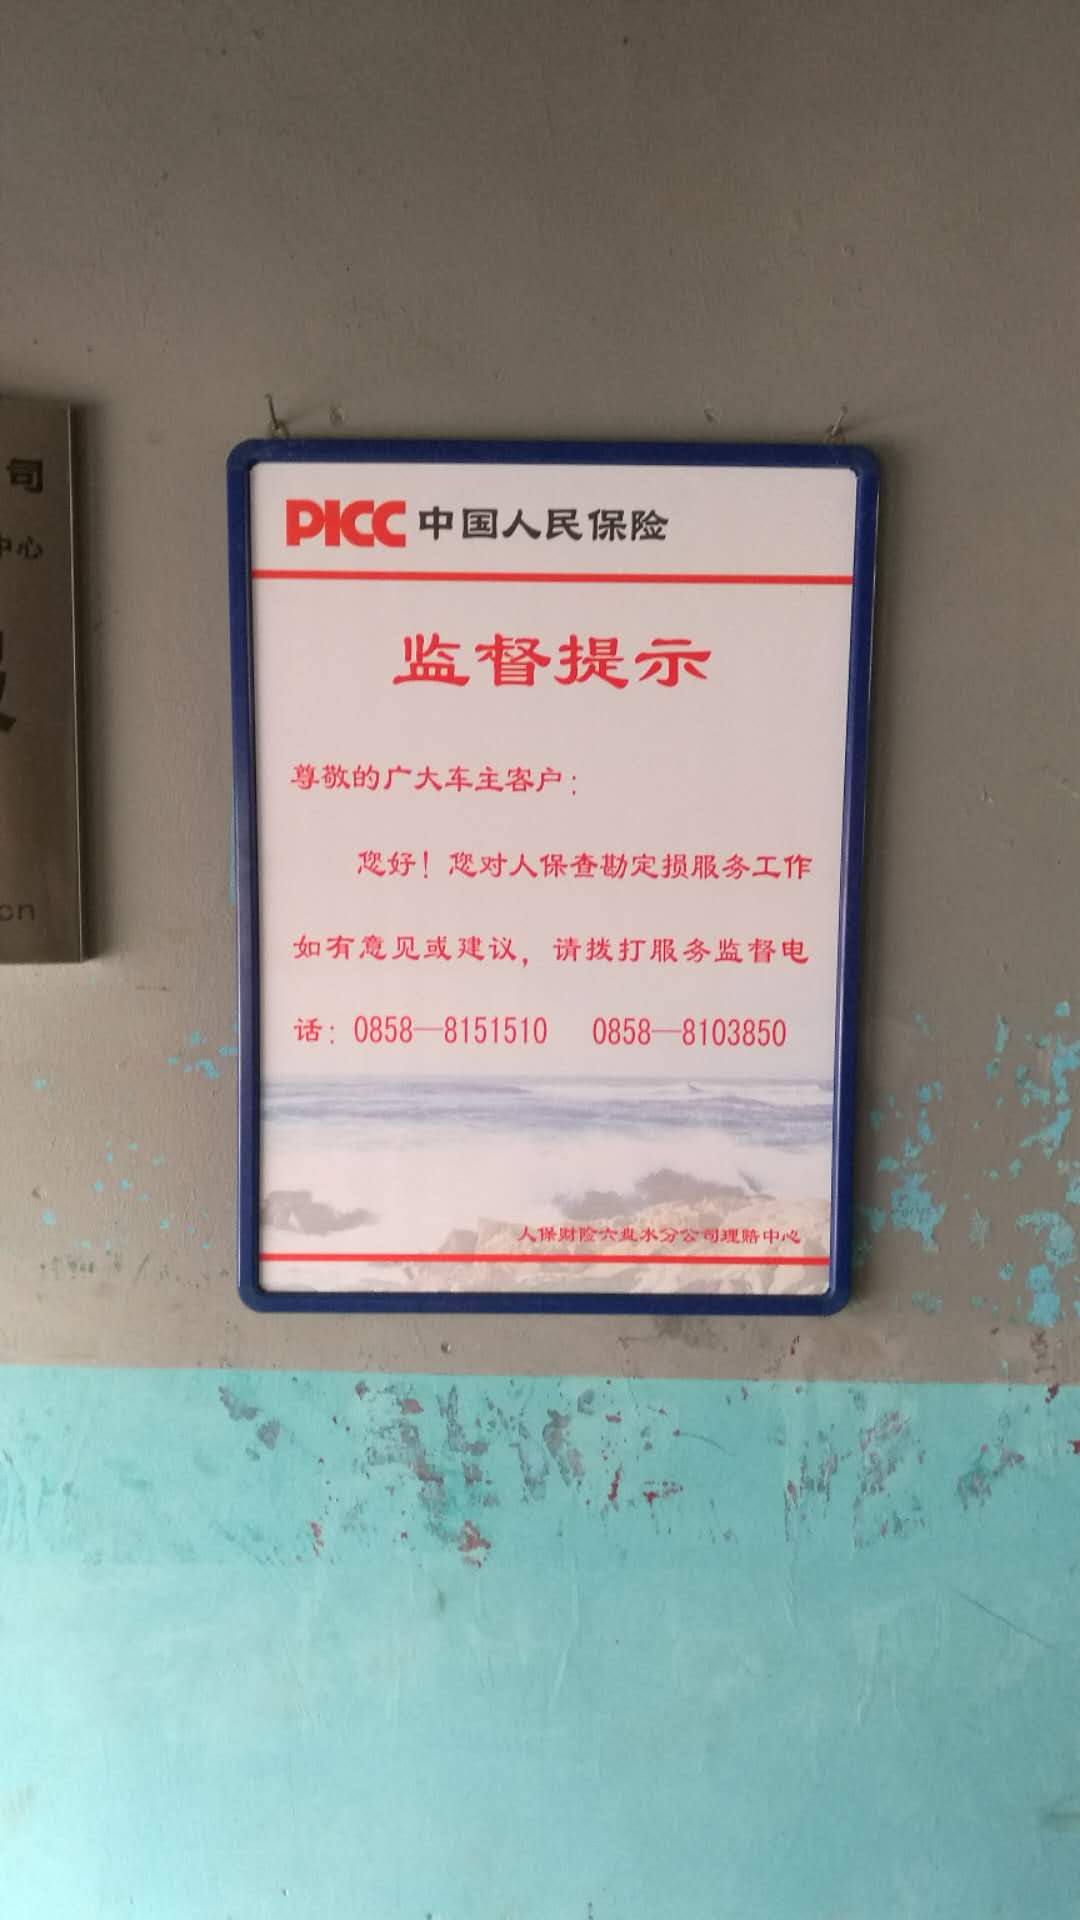 司
中心
cn
PICC 中国人民保险
监督提示
尊敬的广大车主客户:
您好!您对人保查勘定损服务工作
如有意见或建议,请拨打服务监督电
话:0858—8151510 0858—8103850
人保财险六盘水分公司理赔中心